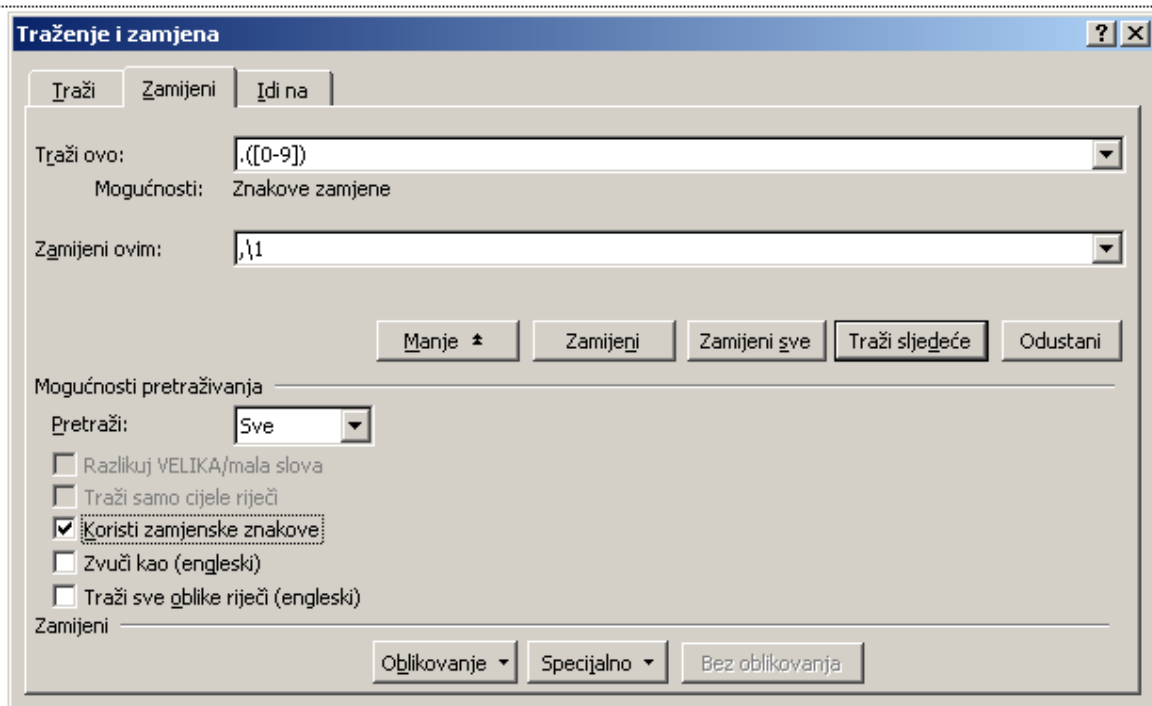 Traženje i zamjena
Traži Zamijeni Idi na
Traži ovo: .([0-9])
Mogućnosti: Znakove zamjene
Zamijeni ovim: ,\1
Manje Zamijeni Zamijeni sve Traži sljedeće Odustani
Mogućnosti pretraživanja
Pretraži: Sve
Razlikuj VELIKA/mala slova
Traži samo cijele riječi
Koristi zamjenske znakove
Zvuči kao (engleski)
Traži sve oblike riječi (engleski)
Zamijeni
Oblikovanje Specijalno Bez oblikovanja